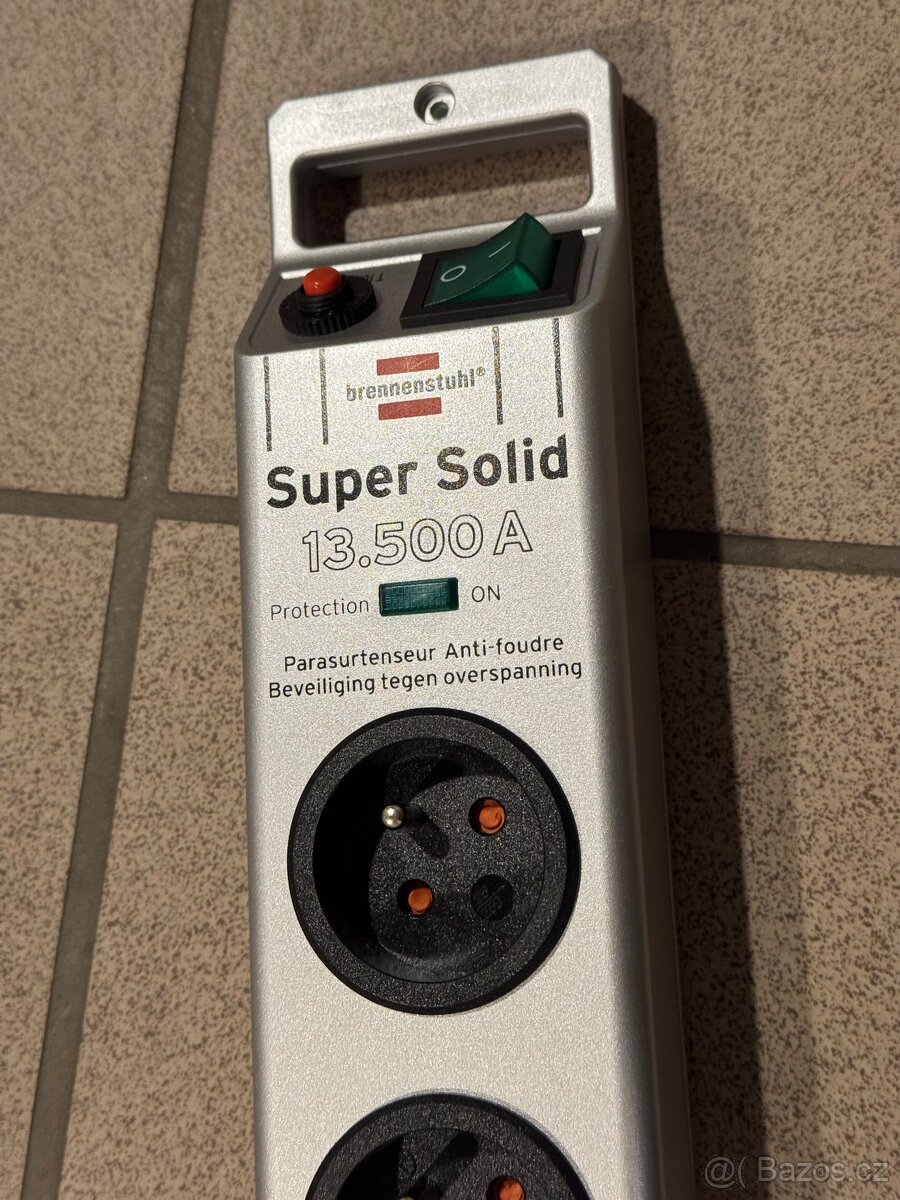 O I
brennenstuhl®
Super Solid
13.500 A
Protection ON
Parasurtenseur Anti-foudre
Beveiliging tegen overspanning
@( Bazos.cz